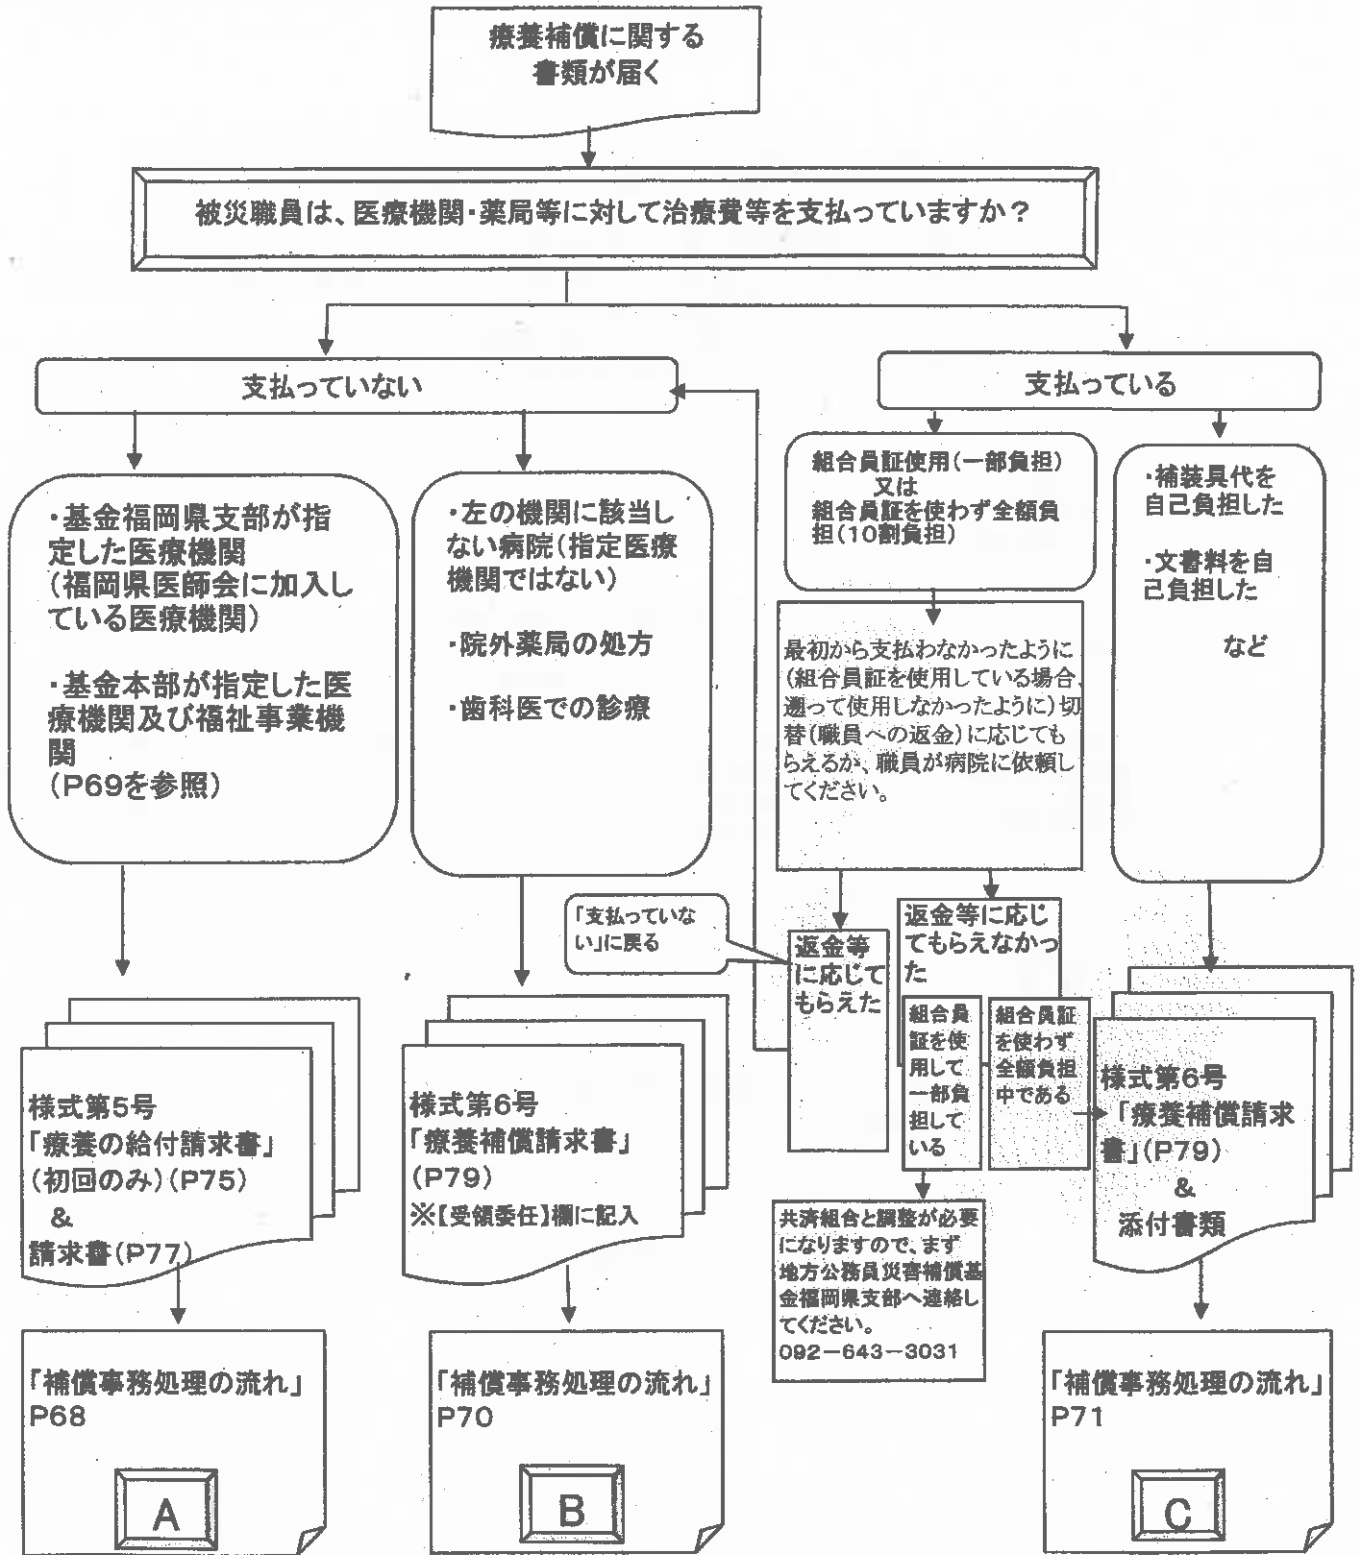 療養補償に関する
書類が届く
被災職員は、医療機関・薬局等に対して治療費等を支払っていますか？
支払っていない
支払っている
・基金福岡県支部が指
定した医療機関
(福岡県医師会に加入し
ている医療機関)
・基金本部が指定した医
療機関及び福祉事業機
関
(P69を参照)
・左の機関に該当し
ない病院(指定医療
機関ではない)
・院外薬局の処方
・歯科医での診療
組合員証使用(一部負担)
又は
組合員証を使わず全額負
担(10割負担)
・補装具代を
自己負担した
・文書料を自
己負担した
など
最初から支払わなかったように
(組合員証を使用している場合、
遡って使用しなかったように)切
替(職員への返金)に応じても
らえるか、職員が病院に依頼し
てください。
「支払っていな
い」に戻る
返金等
に応じて
もらえた
返金等に応じ
てもらえなかっ
た
組合員
証を使
用して
一部負
担して
いる
組合員証
を使わず
全額負担
中である
様式第5号
「療養の給付請求書」
(初回のみ)(P75)
&
請求書(P77)
様式第6号
「療養補償請求書」
(P79)
※【受領委任】欄に記入
様式第6号
「療養補償請求
書」(P79)
&
添付書類
共済組合と調整が必要
になりますので、まず
地方公務員災害補償基
金福岡県支部へ連絡し
てください。
092－643－3031
「補償事務処理の流れ」
P68
A
「補償事務処理の流れ」
P70
B
「補償事務処理の流れ」
P71
C